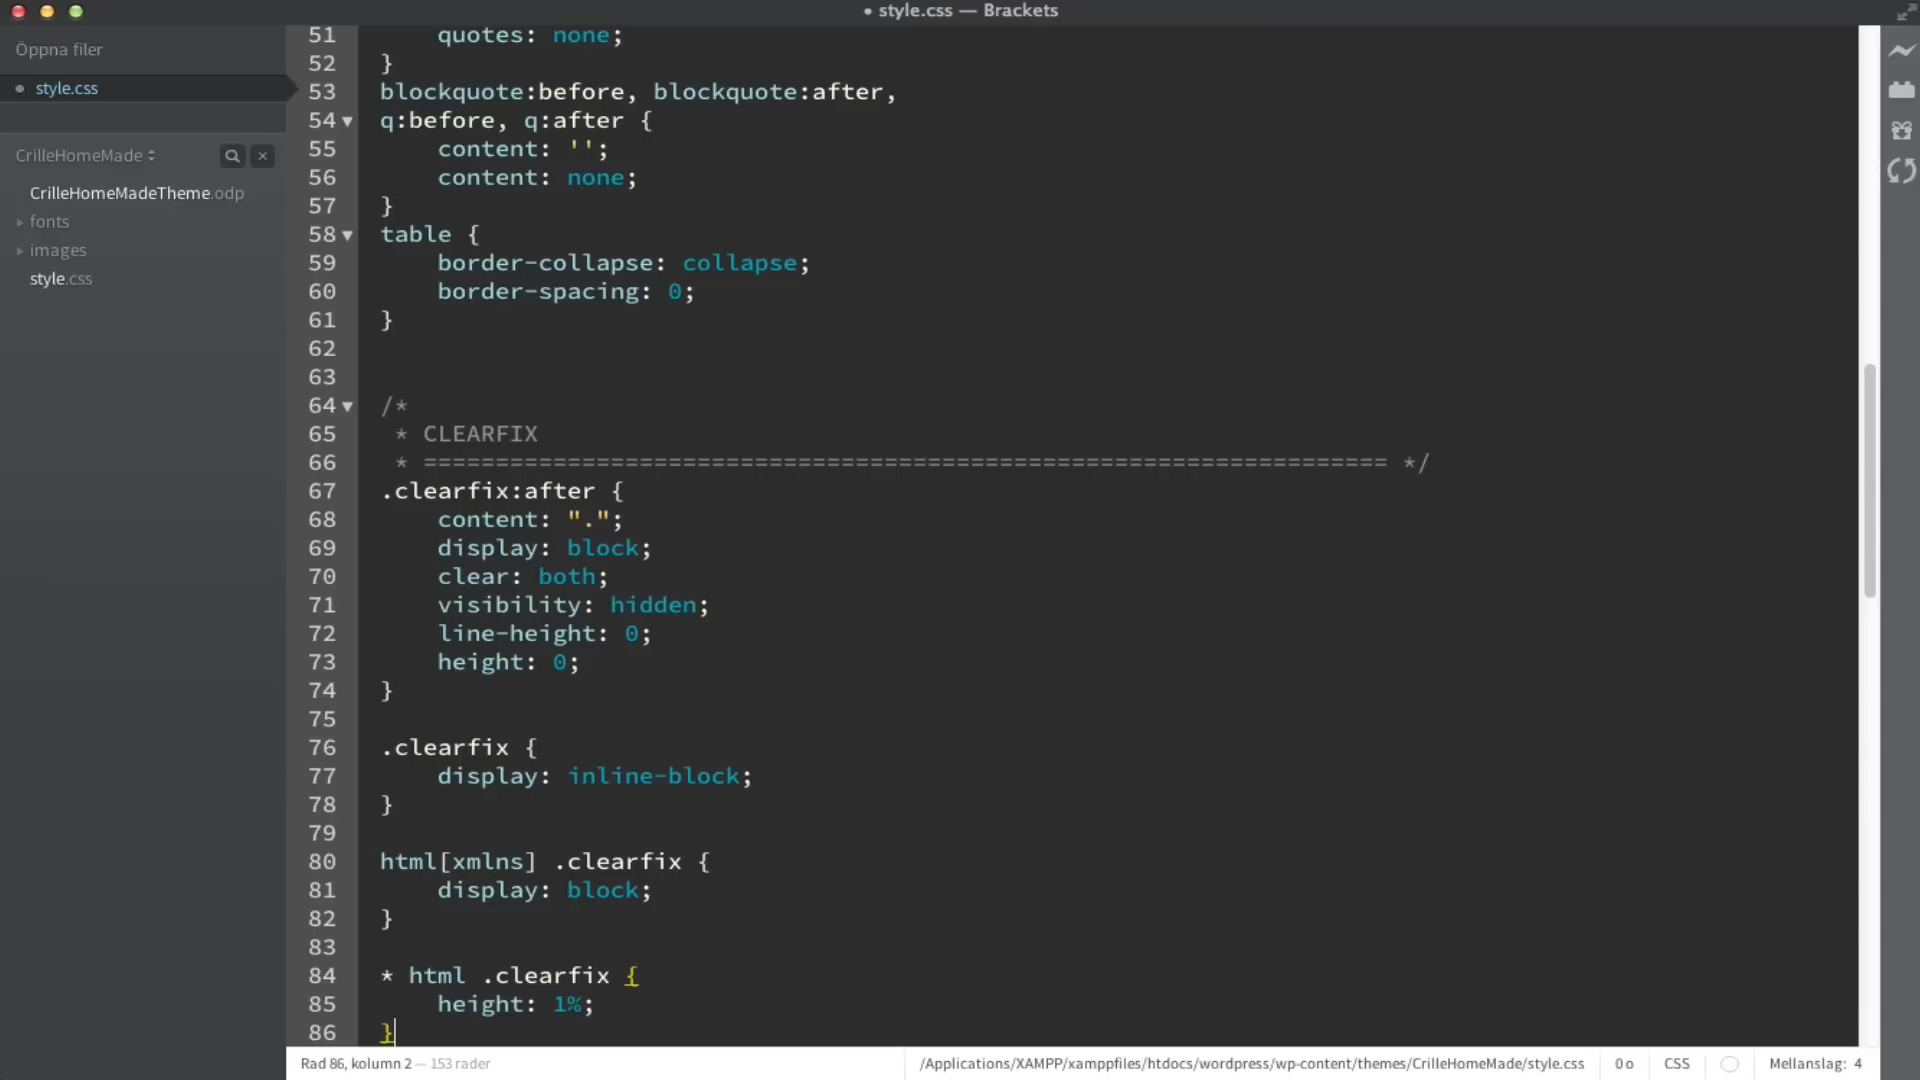 • style.css — Brackets
Öppna filer
style.css
CrilleHomeMade
CrilleHomeMadeTheme.odp
fonts
images
style.css
51 quotes: none;
52 }
53 blockquote:before, blockquote:after,
54 q:before, q:after {
55 content: '';
56 content: none;
57 }
58 table {
59 border-collapse: collapse;
60 border-spacing: 0;
61 }
62
63
64 /*
65 * CLEARFIX
66 * =================================================================== */
67 .clearfix:after {
68 content: ".";
69 display: block;
70 clear: both;
71 visibility: hidden;
72 line-height: 0;
73 height: 0;
74 }
75
76 .clearfix {
77 display: inline-block;
78 }
79
80 html[xmlns] .clearfix {
81 display: block;
82 }
83
84 * html .clearfix {
85 height: 1%;
86 }
Rad 86, kolumn 2 — 153 rader
/Applications/XAMPP/xamppfiles/htdocs/wordpress/wp-content/themes/CrilleHomeMade/style.css
0 o
CSS
Mellanslag: 4